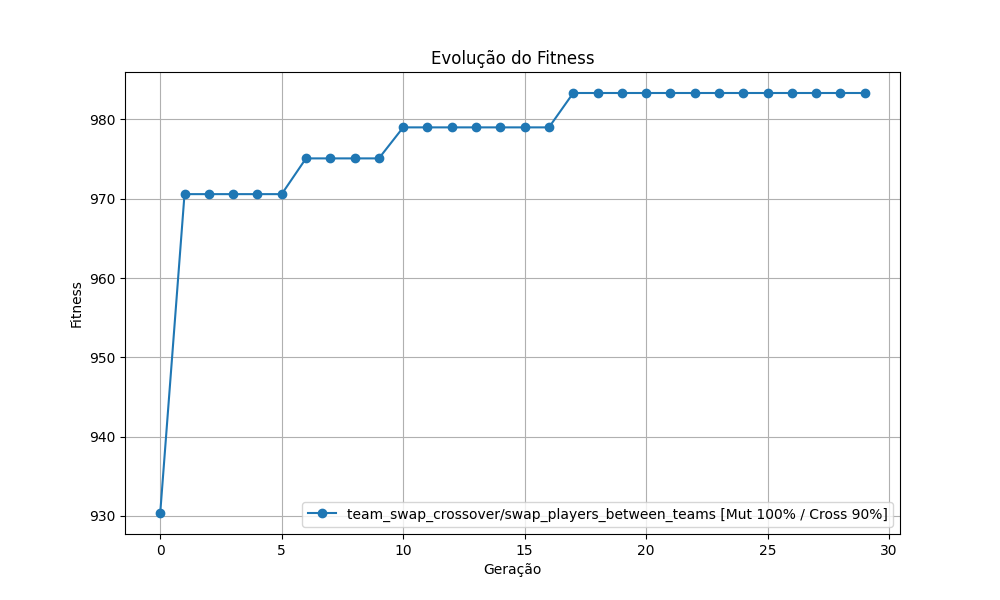 Evolução do Fitness
Fitness
980
970
960
950
940
930
team_swap_crossover/swap_players_between_teams [Mut 100% / Cross 90%]
0 5 10 15 20 25 30
Geração